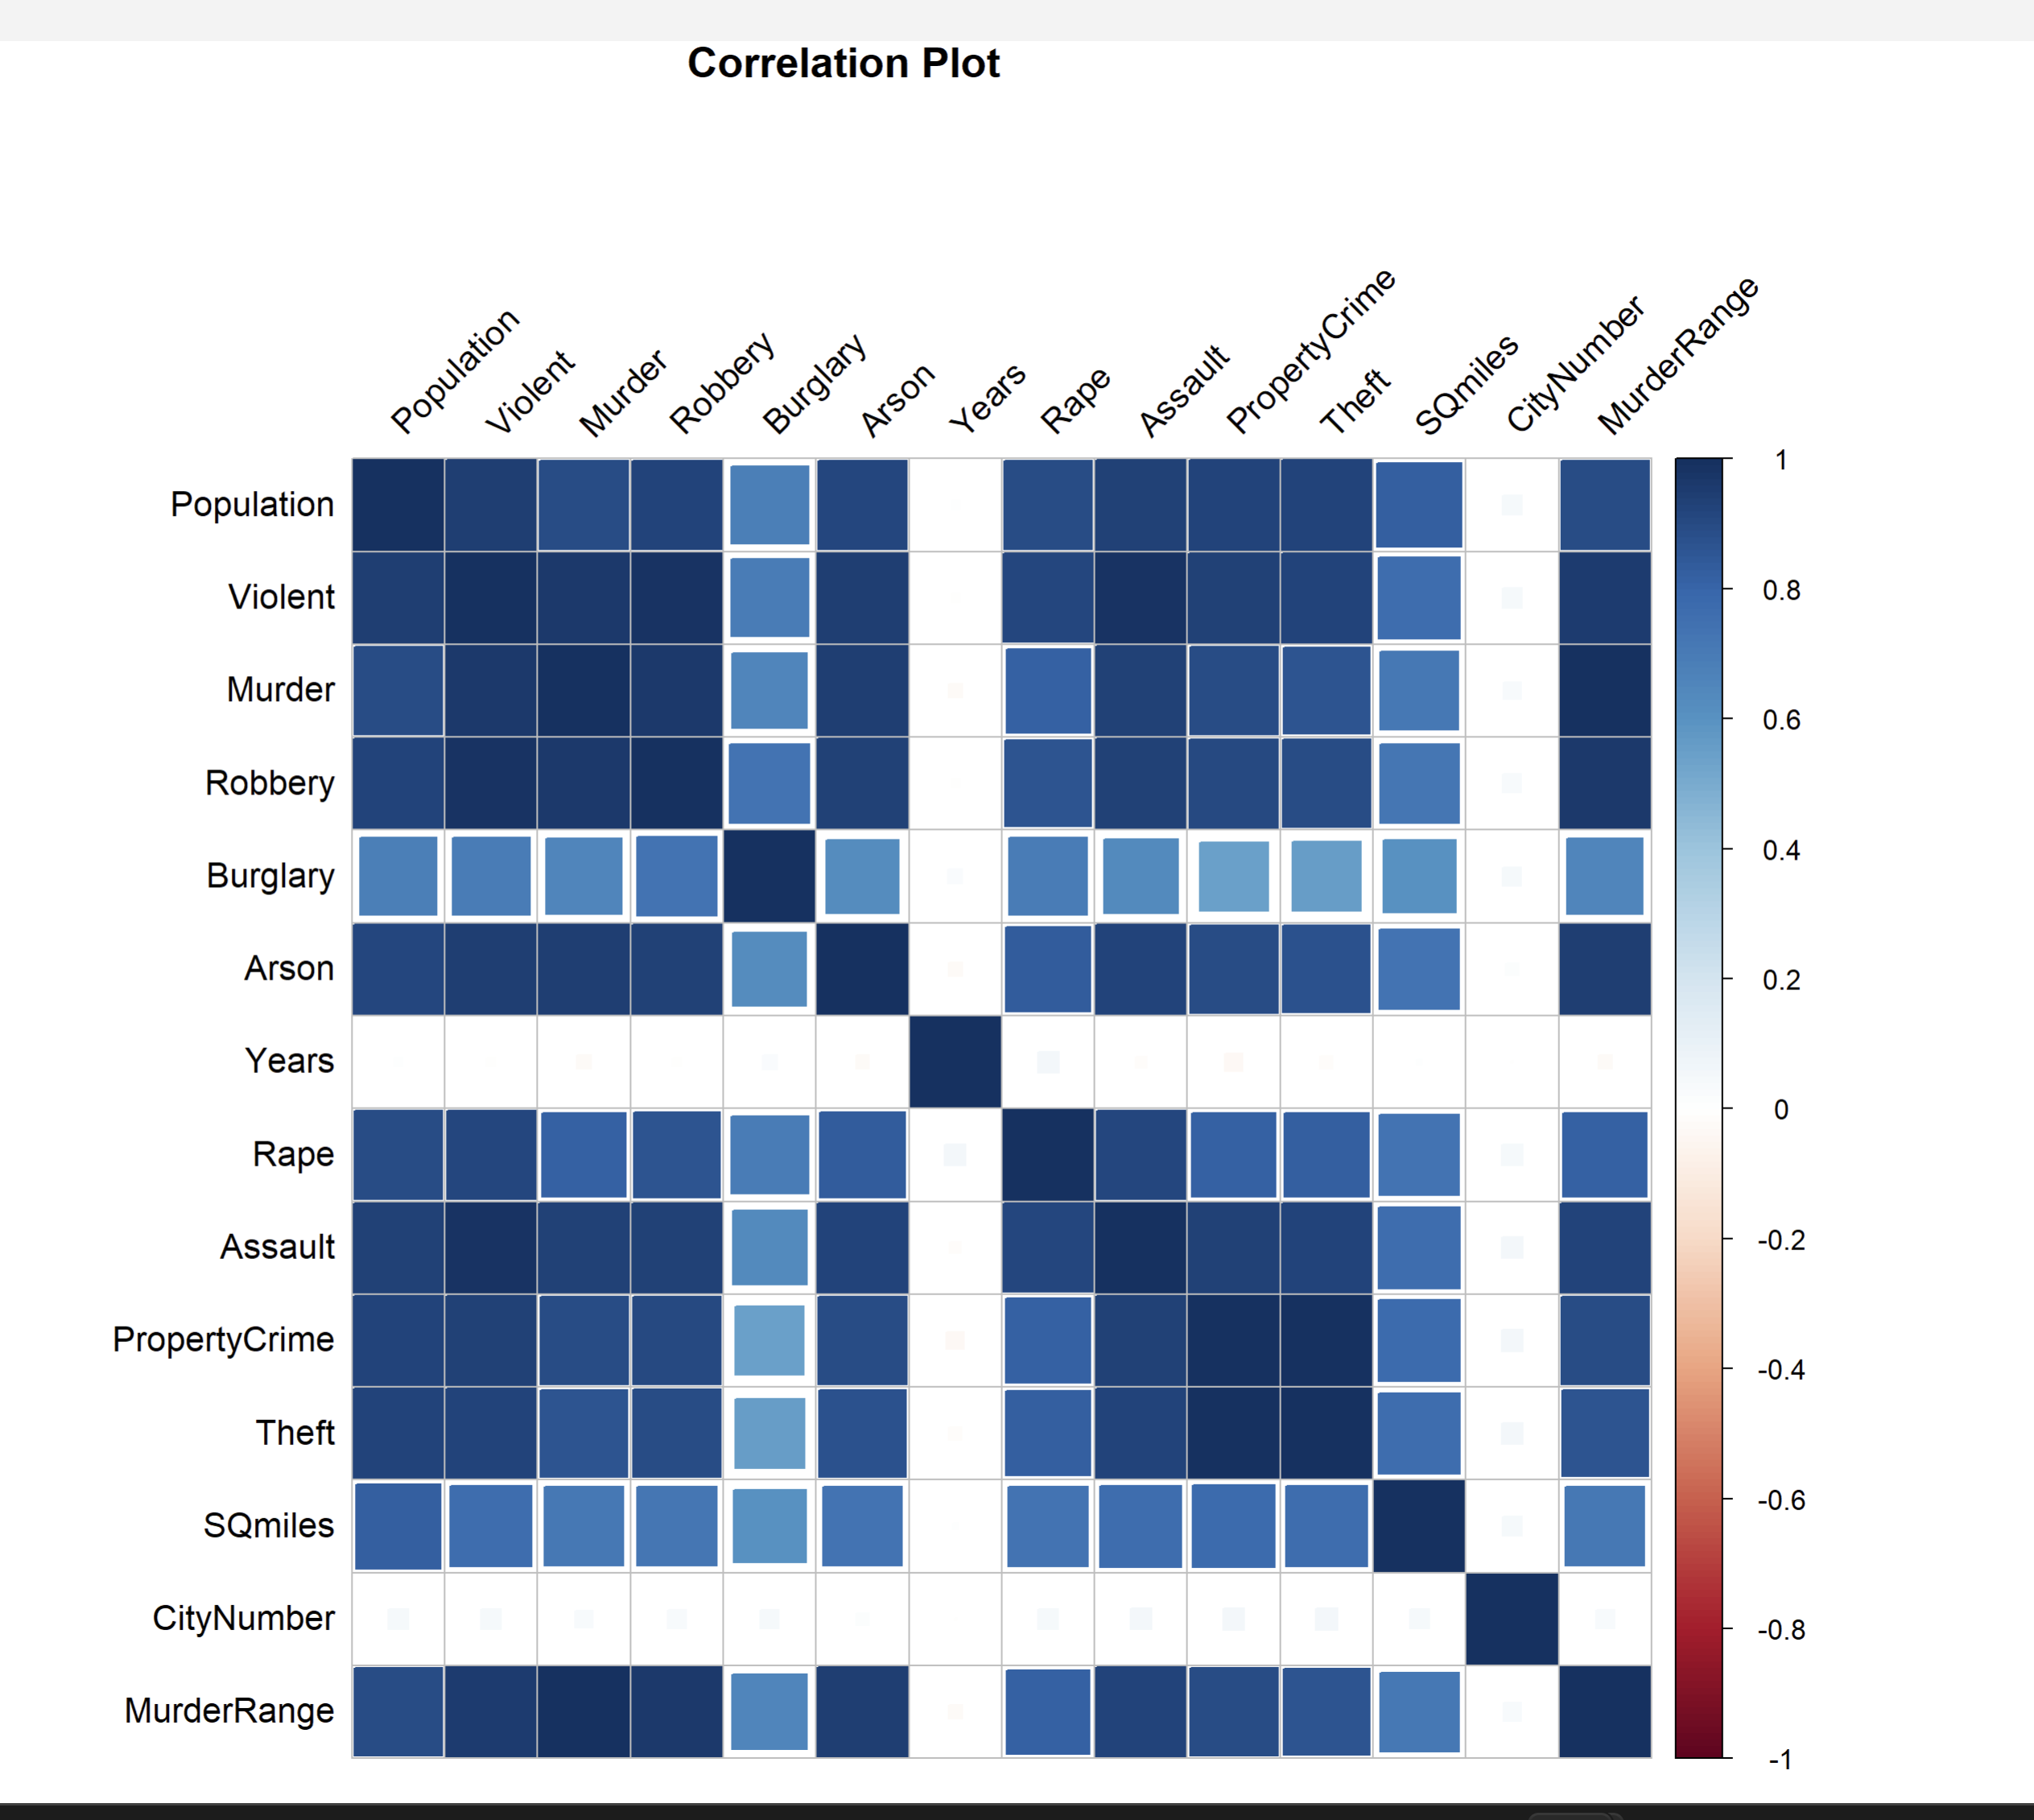 Correlation Plot
Population
Violent
Murder
Robbery
Burglary
Arson
Years
Rape
Assault
PropertyCrime
Theft
SQmiles
CityNumber
MurderRange
Population
Violent
Murder
Robbery
Burglary
Arson
Years
Rape
Assault
PropertyCrime
Theft
SQmiles
CityNumber
MurderRange
1
0.8
0.6
0.4
0.2
0
-0.2
-0.4
-0.6
-0.8
-1